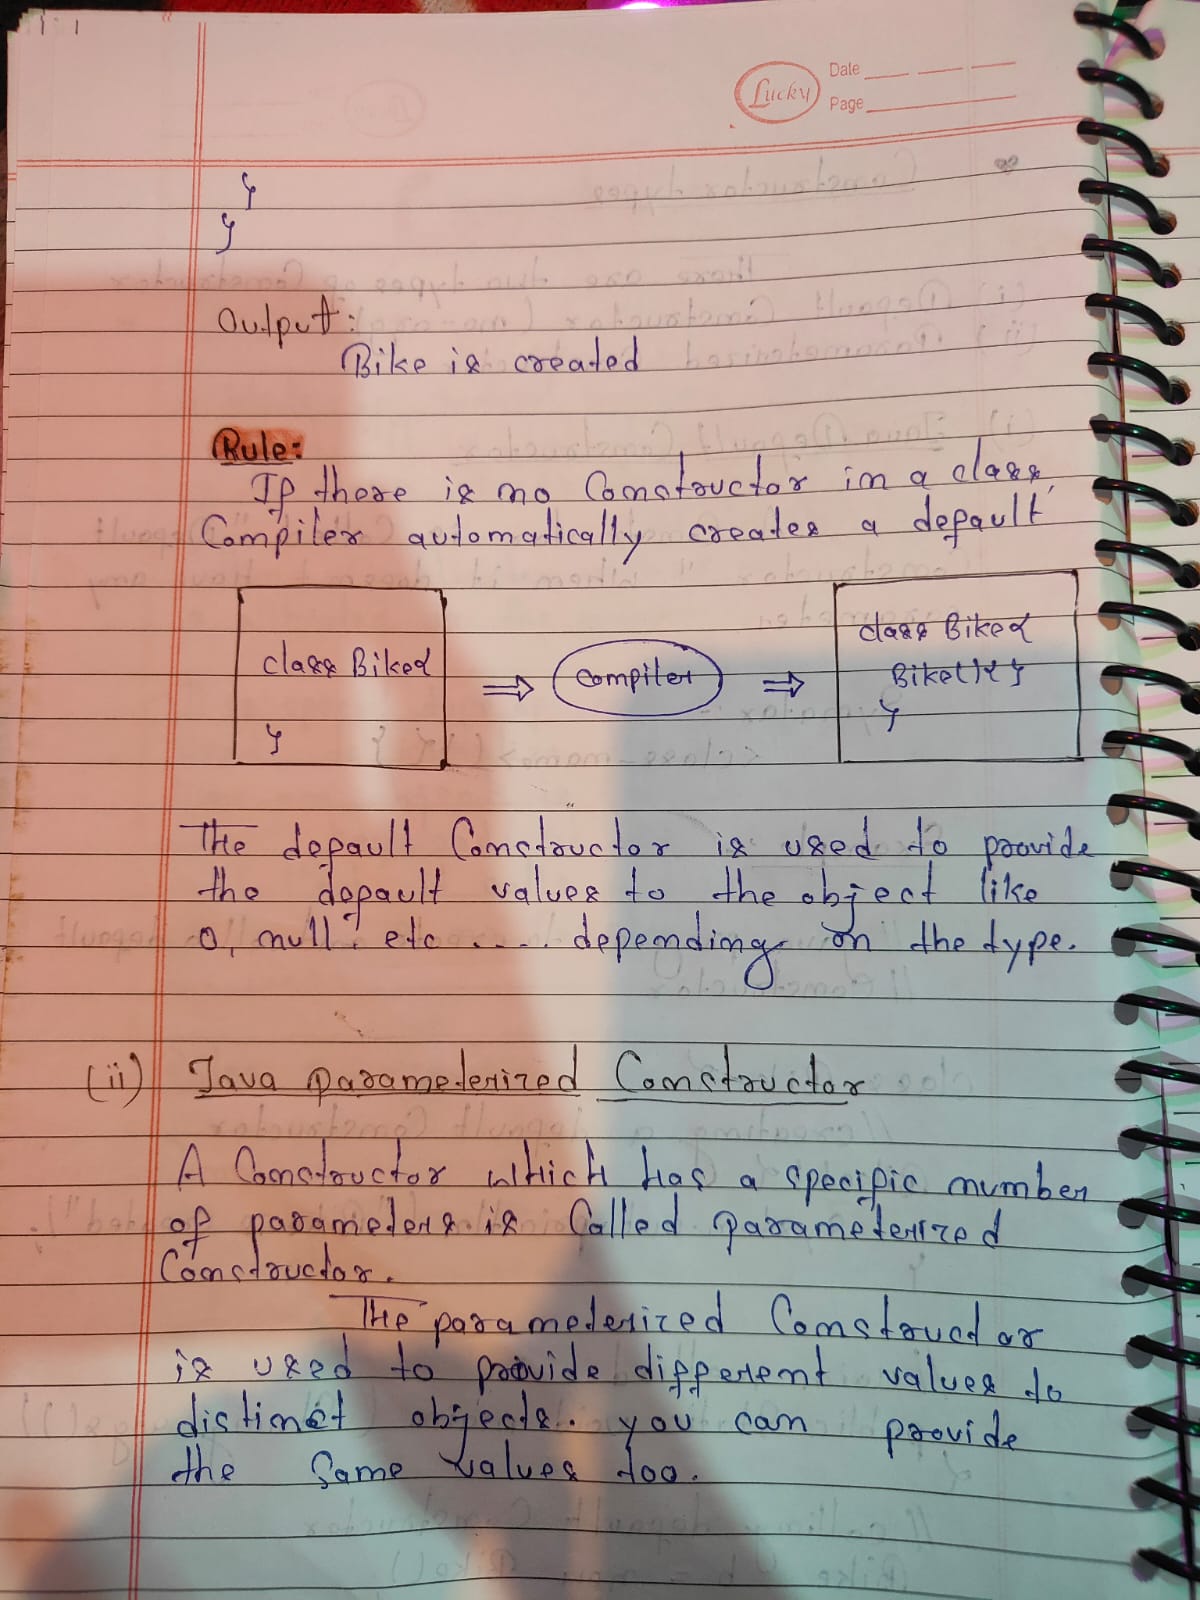 Lucky
Date
Page
}
}
Output:
Bike is created
Rule:
If there is no Constructor in a class,
Compiler automatically creates a default
class Bike{
}
⇒
Compiler
⇒
class Bike{
Bike(){}
}
The default Constructor is used to provide
the default values to the object like
0, null, etc .... depending on the type.
(ii) Java parameterized Constructor
A Constructor which has a specific number
of parameters is Called parameterized
Constructor.
The parameterized Constructor
is used to provide different values to
distinct objects. you can provide
the Same values too.